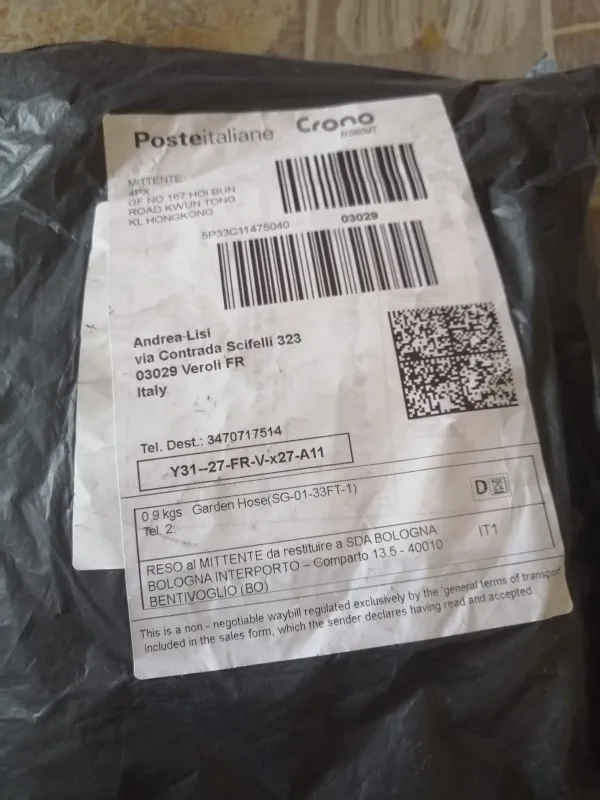 Posteitaliane
Crono
ECONOMY
MITTENTE
4PX
GF NO 167 HOI BUN
ROAD KWUN TONG
KL HONGKONG
03029
5P33C11475040
Andrea Lisi
via Contrada Scifelli 323
03029 Veroli FR
Italy
Tel. Dest.: 3470717514
Y31--27-FR-V-x27-A11
0.9 kgs Garden Hose(SG-01-33FT-1)
Tel. 2:
D
RESO al MITTENTE da restituire a SDA BOLOGNA
IT1
BOLOGNA INTERPORTO – Comparto 13.5 - 40010
BENTIVOGLIO (BO)
This is a non - negotiable waybill regulated exclusively by the 'general terms of transport
included in the sales form, which the sender declares having read and accepted